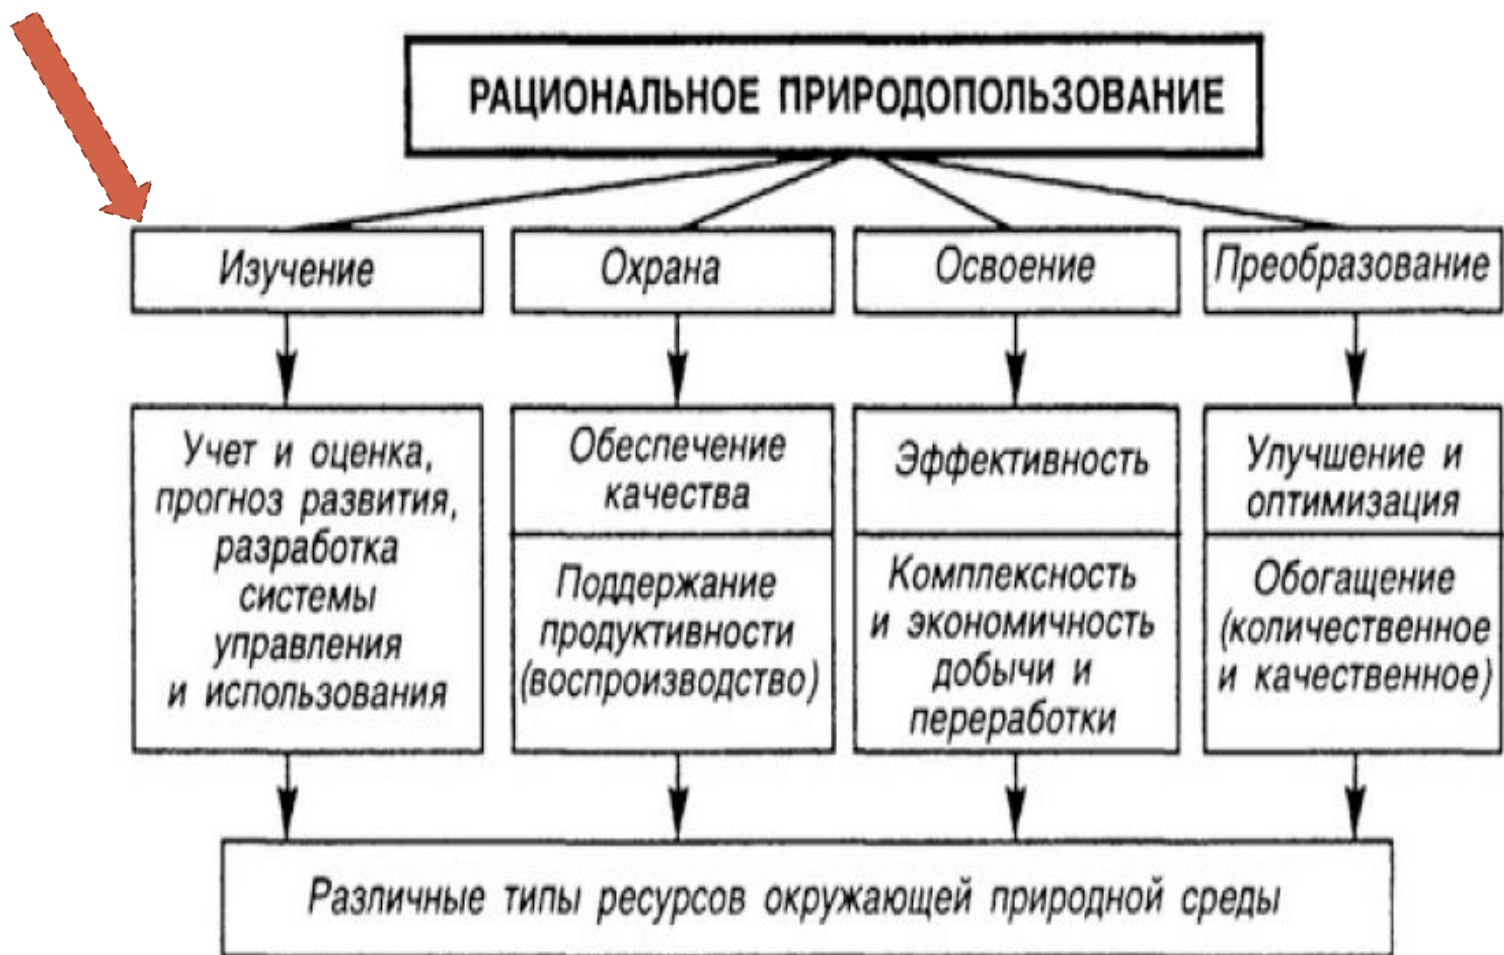 РАЦИОНАЛЬНОЕ ПРИРОДОПОЛЬЗОВАНИЕ
Изучение
Охрана
Освоение
Преобразование
Учет и оценка,
прогноз развития,
разработка
системы
управления
и использования
Обеспечение
качества
Поддержание
продуктивности
(воспроизводство)
Эффективность
Комплексность
и экономичность
добычи и
переработки
Улучшение и
оптимизация
Обогащение
(количественное
и качественное)
Различные типы ресурсов окружающей природной среды